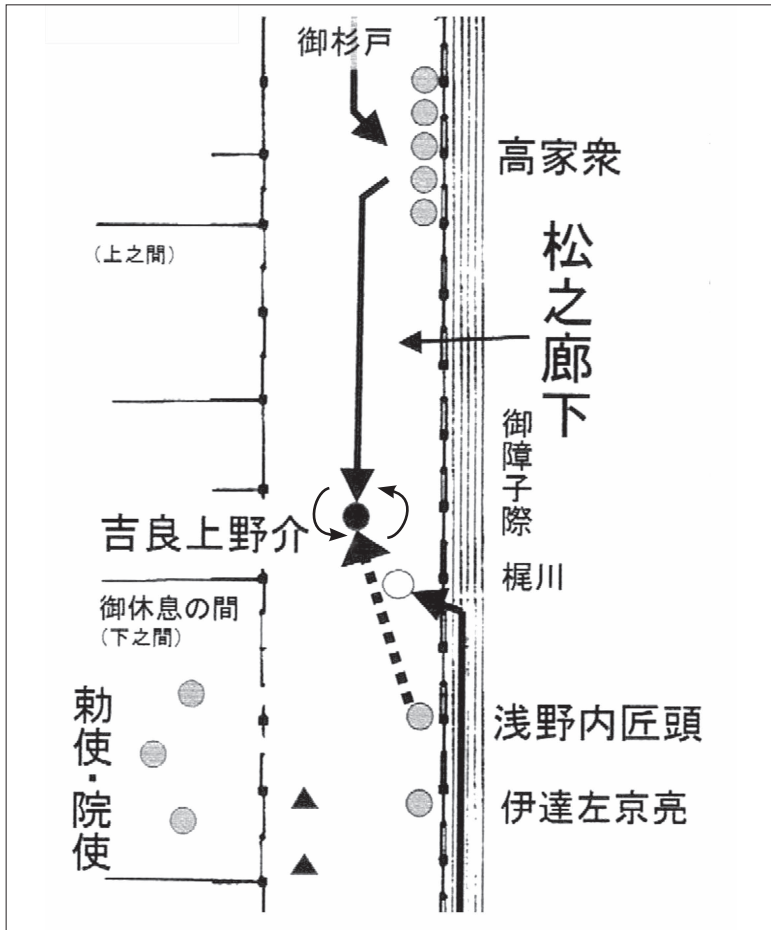 御杉戸
高家衆
(上之間)
松之廊下
御障子際
吉良上野介
梶川
御休息の間
(下之間)
勅使・院使
浅野内匠頭
伊達左京亮